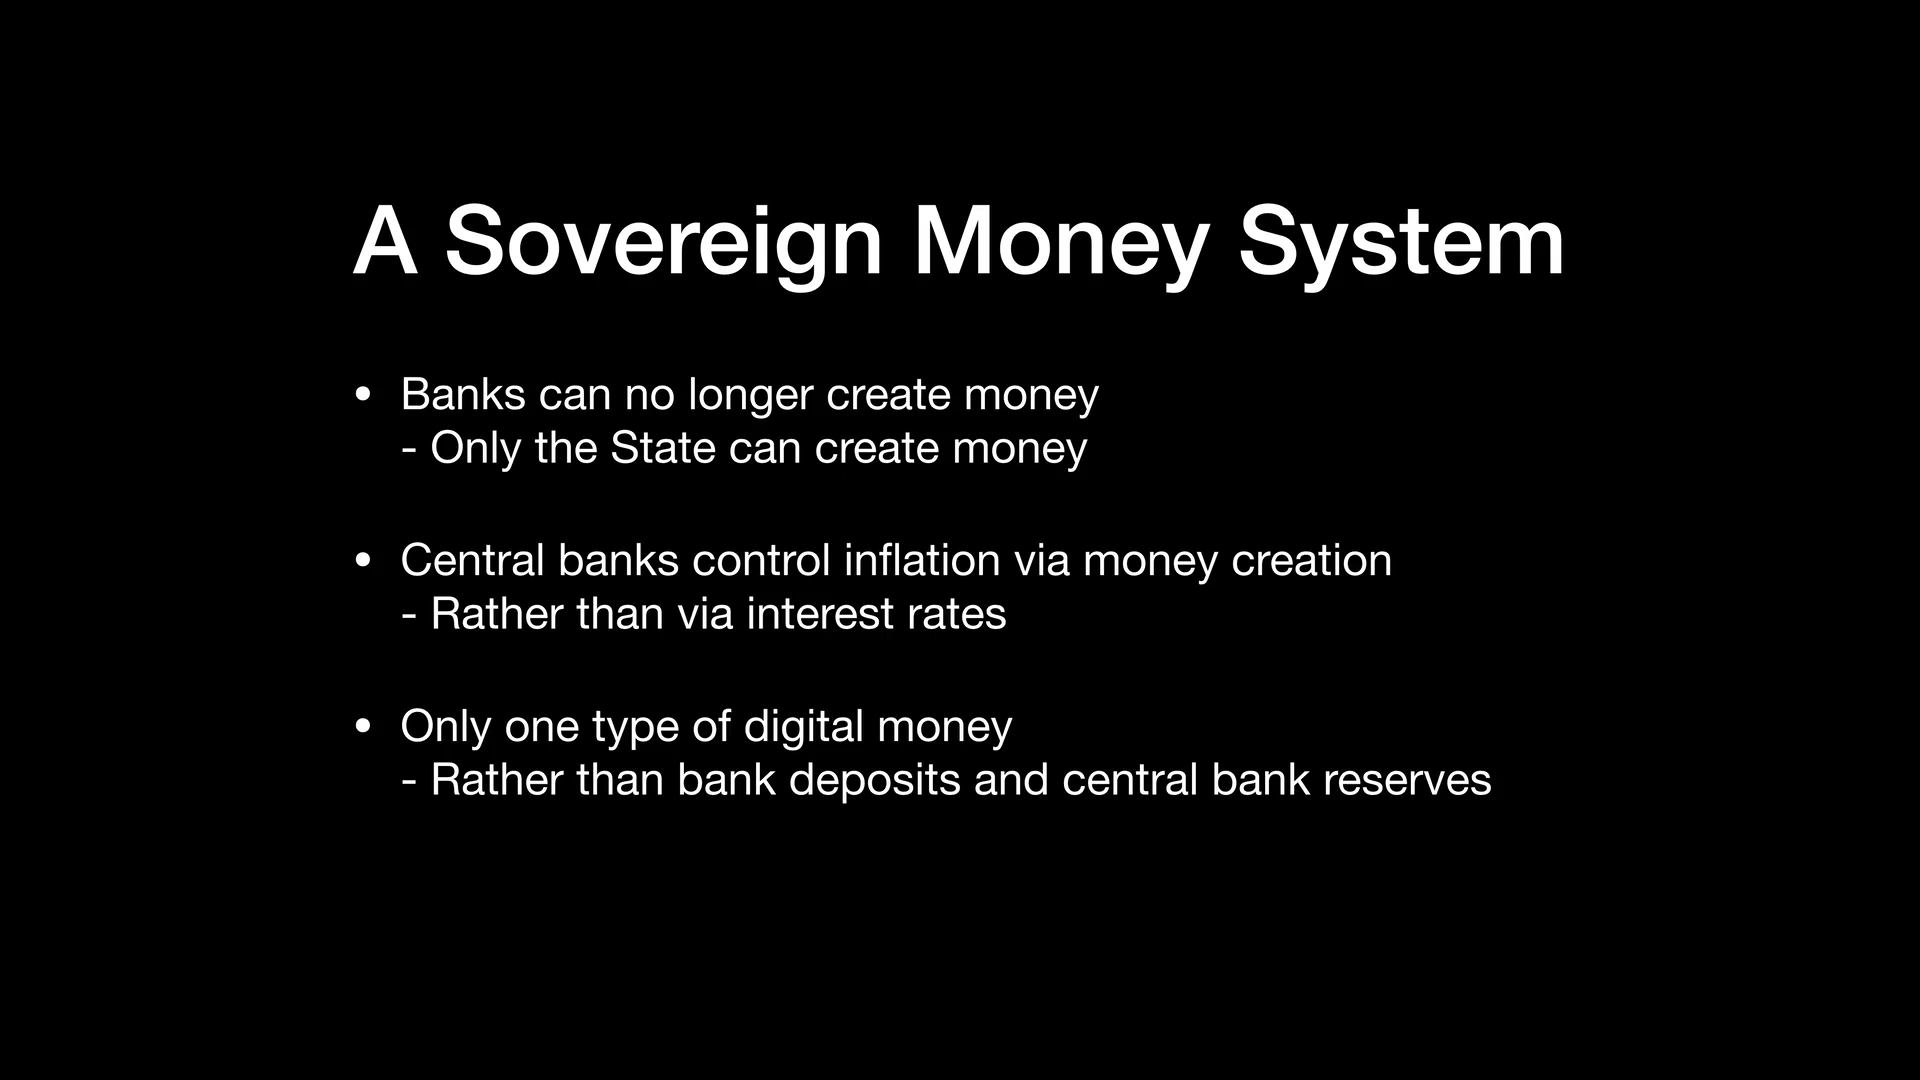 A Sovereign Money System
• Banks can no longer create money
- Only the State can create money
• Central banks control inflation via money creation
- Rather than via interest rates
• Only one type of digital money
- Rather than bank deposits and central bank reserves